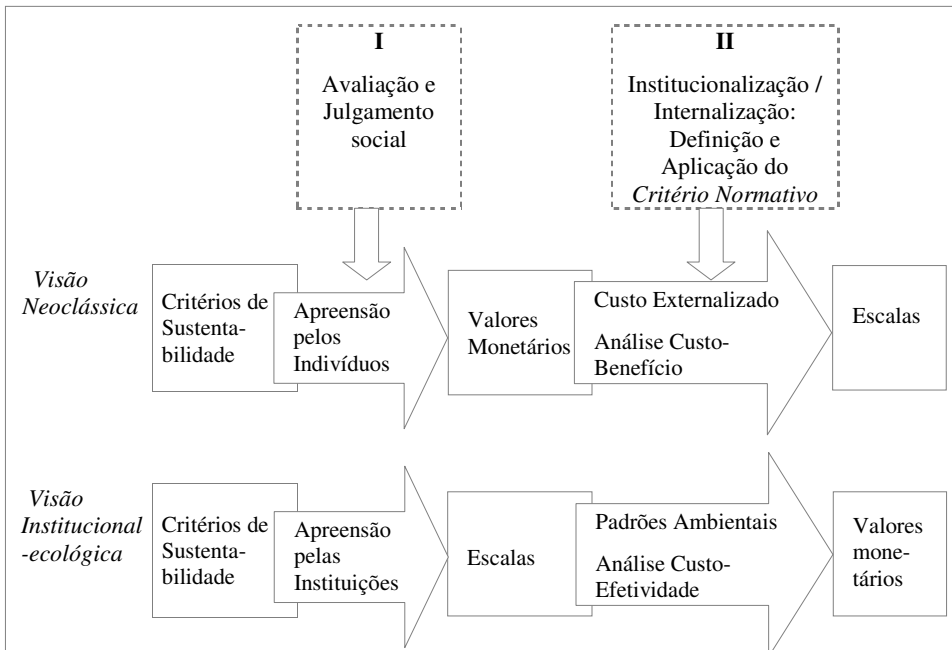 I
Avaliação e
Julgamento
social
II
Institucionalização /
Internalização:
Definição e
Aplicação do
Critério Normativo
Visão
Neoclássica
Critérios de
Sustenta-
bilidade
Apreensão
pelos
Indivíduos
Valores
Monetários
Custo Externalizado
Análise Custo-
Benefício
Escalas
Visão
Institucional
-ecológica
Critérios de
Sustenta-
bilidade
Apreensão
pelas
Instituições
Escalas
Padrões Ambientais
Análise Custo-
Efetividade
Valores
mone-
tários